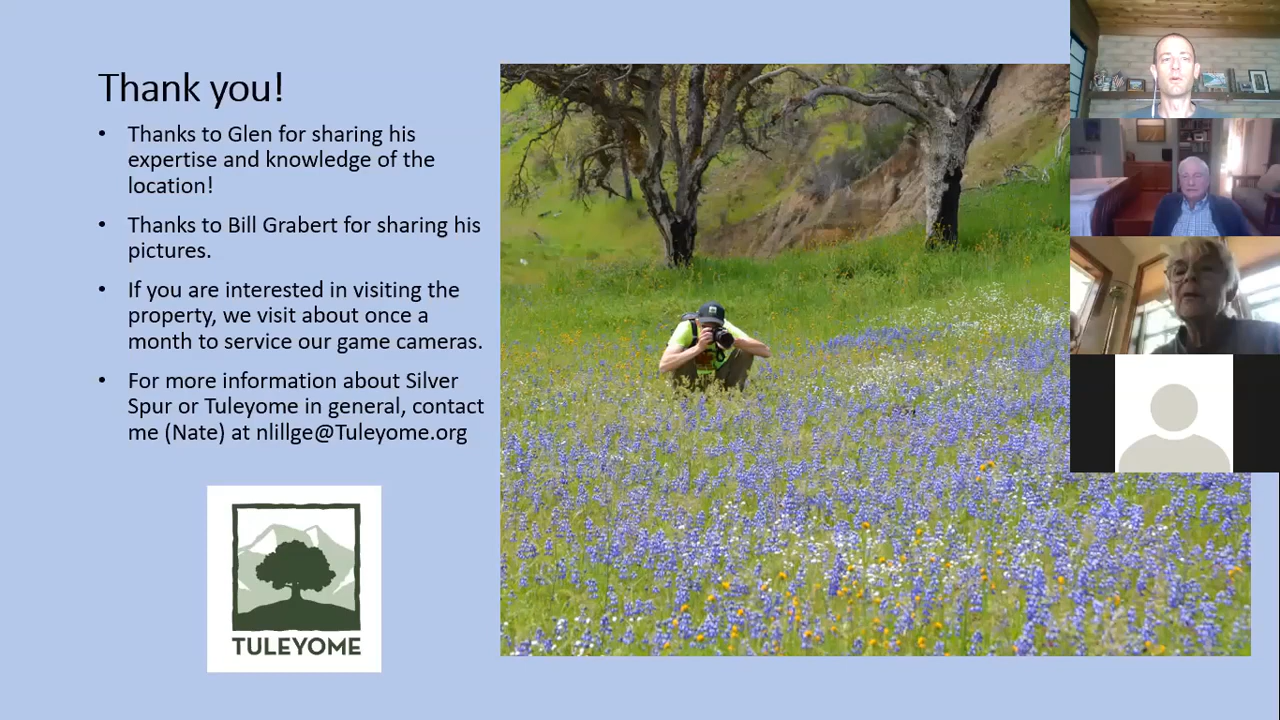 Thank you!
• Thanks to Glen for sharing his
expertise and knowledge of the
location!
• Thanks to Bill Grabert for sharing his
pictures.
• If you are interested in visiting the
property, we visit about once a
month to service our game cameras.
• For more information about Silver
Spur or Tuleyome in general, contact
me (Nate) at nlillge@Tuleyome.org
TULEYOME